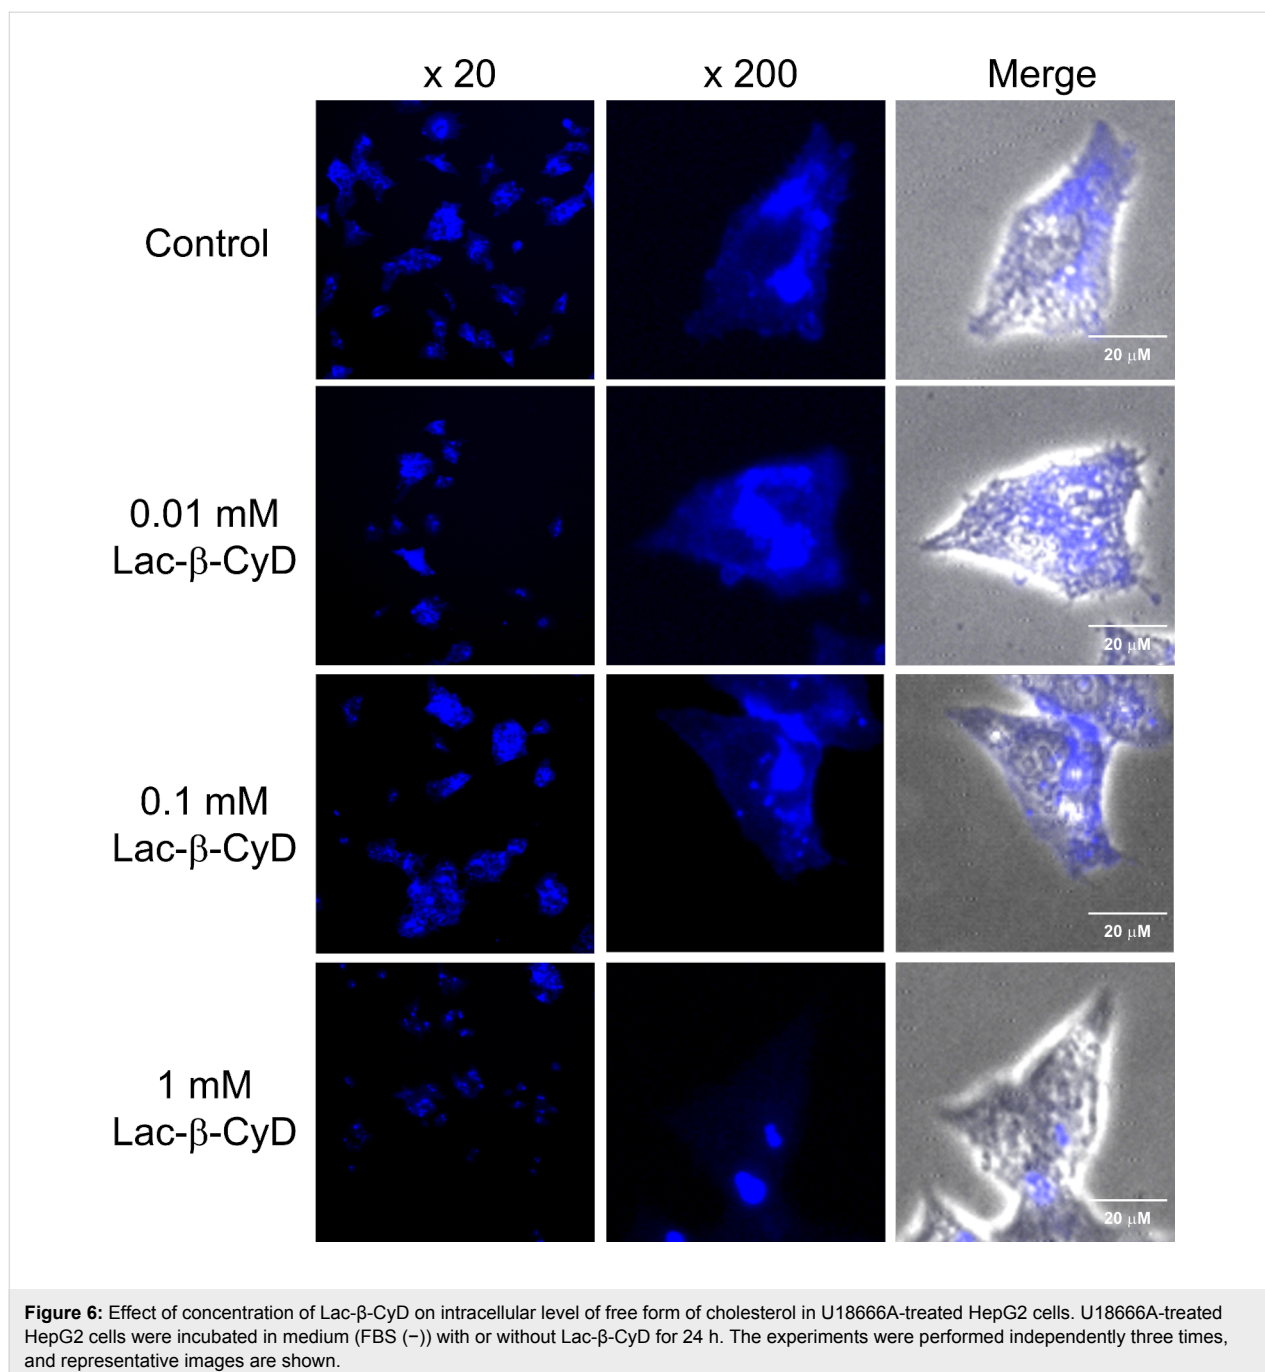 x 20
x 200
Merge
Control
20 μM
0.01 mM
Lac-β-CyD
20 μM
0.1 mM
Lac-β-CyD
20 μM
1 mM
Lac-β-CyD
20 μM
Figure 6: Effect of concentration of Lac-β-CyD on intracellular level of free form of cholesterol in U18666A-treated HepG2 cells. U18666A-treated
HepG2 cells were incubated in medium (FBS (−)) with or without Lac-β-CyD for 24 h. The experiments were performed independently three times,
and representative images are shown.